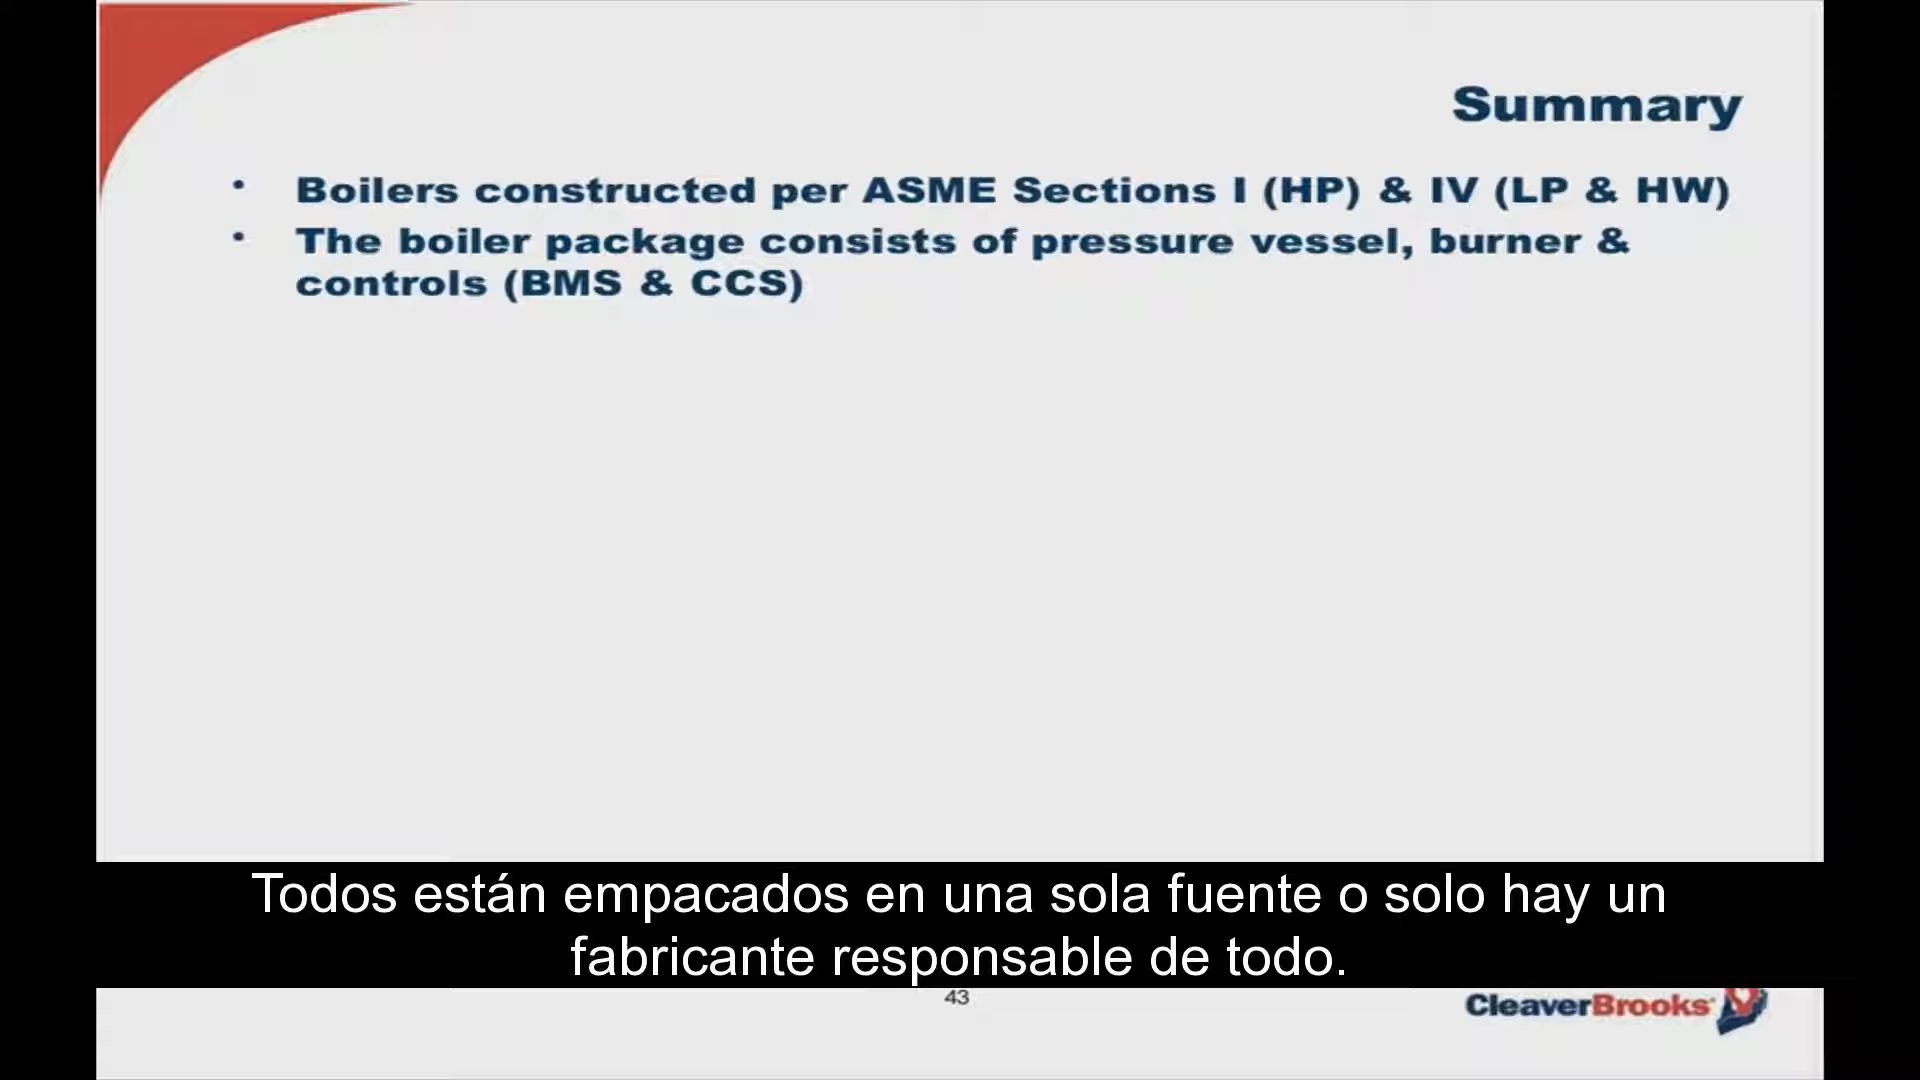 Summary
• Boilers constructed per ASME Sections I (HP) & IV (LP & HW)
• The boiler package consists of pressure vessel, burner &
controls (BMS & CCS)
Todos están empacados en una sola fuente o solo hay un
fabricante responsable de todo.
43
CleaverBrooks